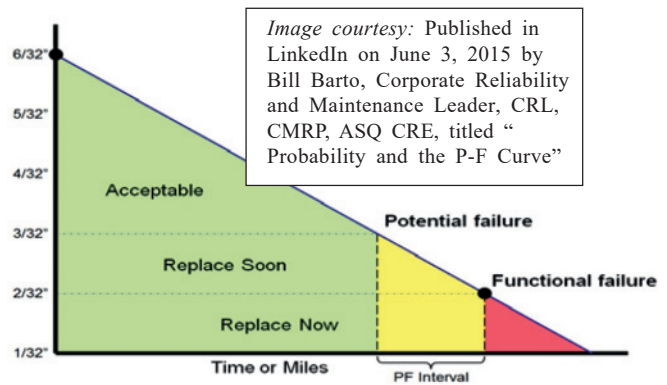 Image courtesy: Published in
LinkedIn on June 3, 2015 by
Bill Barto, Corporate Reliability
and Maintenance Leader, CRL,
CMRP, ASQ CRE, titled “
Probability and the P-F Curve”
6/32"
5/32"
4/32"
Acceptable
Potential failure
3/32"
Replace Soon
Functional failure
2/32"
Replace Now
1/32"
Time or Miles
PF Interval